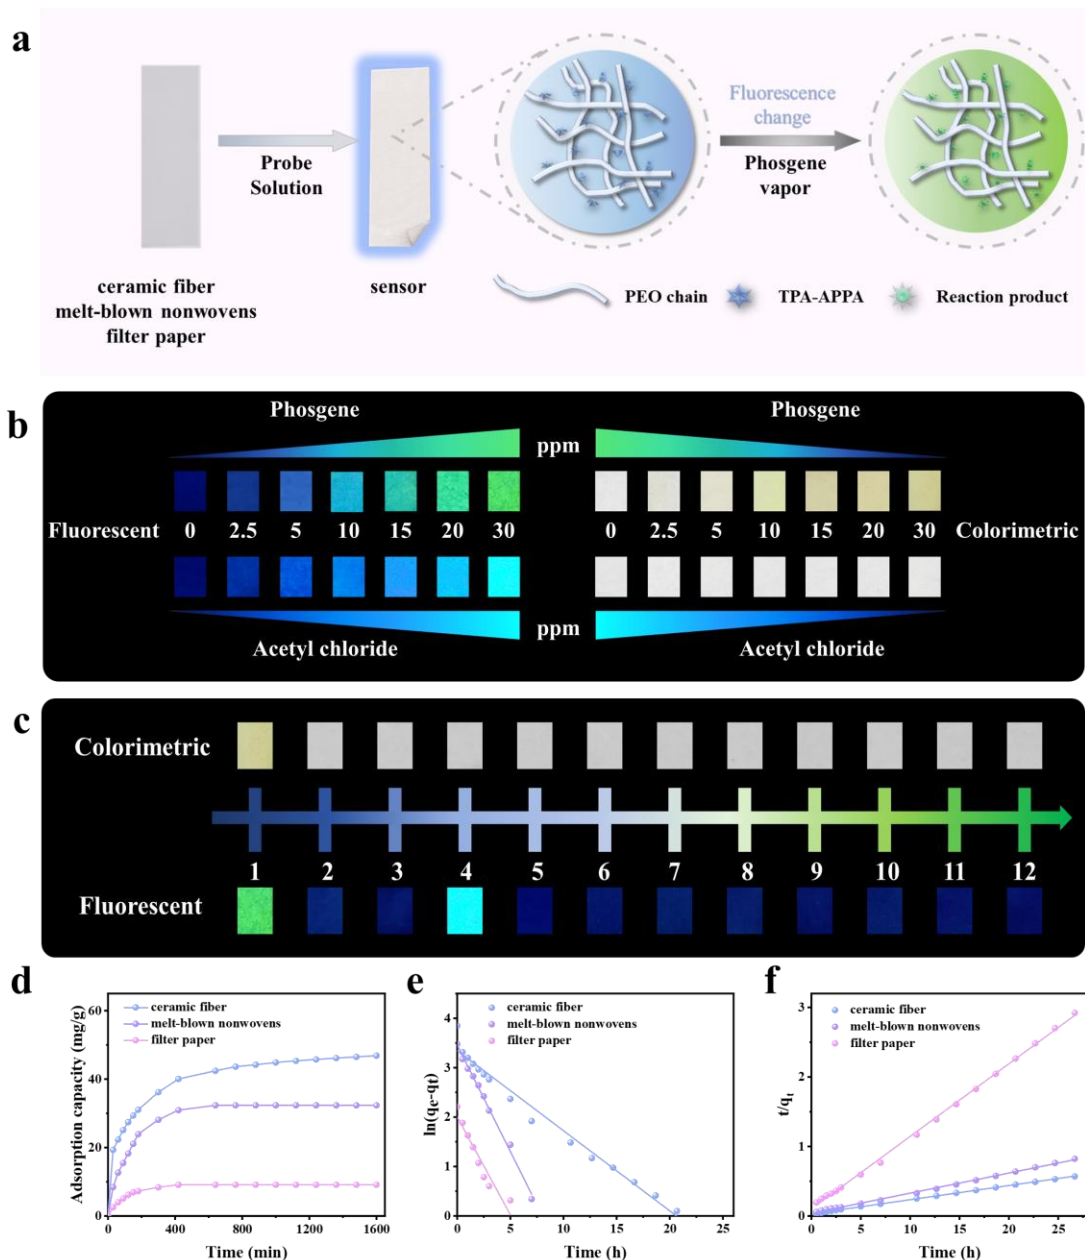 a
Fluorescence
change
Probe
Solution
Phosgene
vapor
ceramic fiber
melt-blown nonwovens
filter paper
sensor
PEO chain
TPA-APPA
Reaction product
b
Phosgene
Phosgene
ppm
Fluorescent
0 2.5 5 10 15 20 30
0 2.5 5 10 15 20 30
Colorimetric
ppm
Acetyl chloride
Acetyl chloride
c
Colorimetric
1 2 3 4 5 6 7 8 9 10 11 12
Fluorescent
d
Adsorption capacity (mg/g)
60
40
20
0
ceramic fiber
melt-blown nonwovens
filter paper
0 400 800 1200 1600
Time (min)
e
ln(qe-qt)
4
3
2
1
0
ceramic fiber
melt-blown nonwovens
filter paper
0 5 10 15 20 25
Time (h)
f
t/qt
3
2
1
0
ceramic fiber
melt-blown nonwovens
filter paper
0 5 10 15 20 25
Time (h)